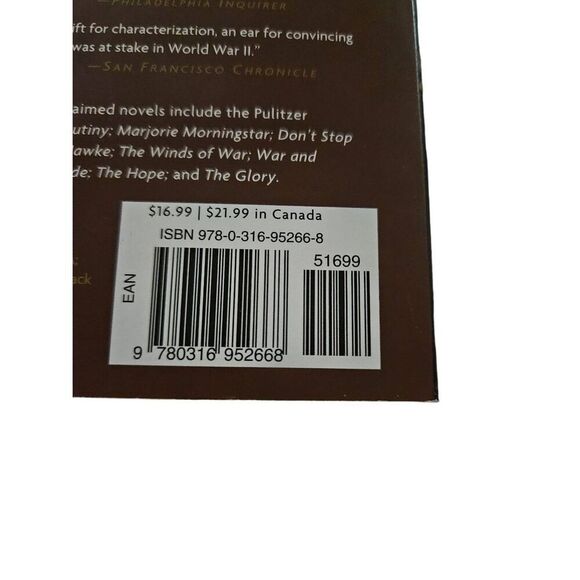 —PHILADELPHIA INQUIRER
ift for characterization, an ear for convincing
was at stake in World War II."
—SAN FRANCISCO CHRONICLE
aimed novels include the Pulitzer
utiny; Marjorie Morningstar; Don't Stop
Hawke; The Winds of War; War and
de: The Hope; and The Glory.
$16.99 | $21.99 in Canada
ISBN 978-0-316-95266-8
51699
EAN
9 780316 952668
ack